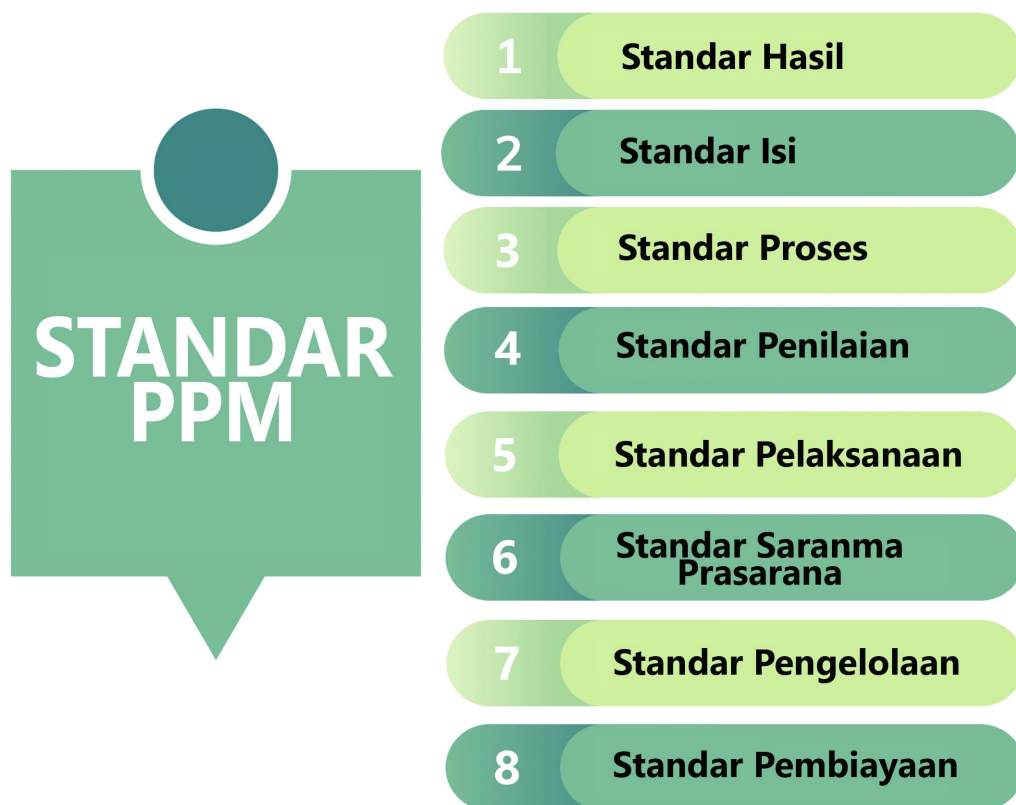 STANDAR
PPM
1 Standar Hasil
2 Standar Isi
3 Standar Proses
4 Standar Penilaian
5 Standar Pelaksanaan
6 Standar Saranma
Prasarana
7 Standar Pengelolaan
8 Standar Pembiayaan